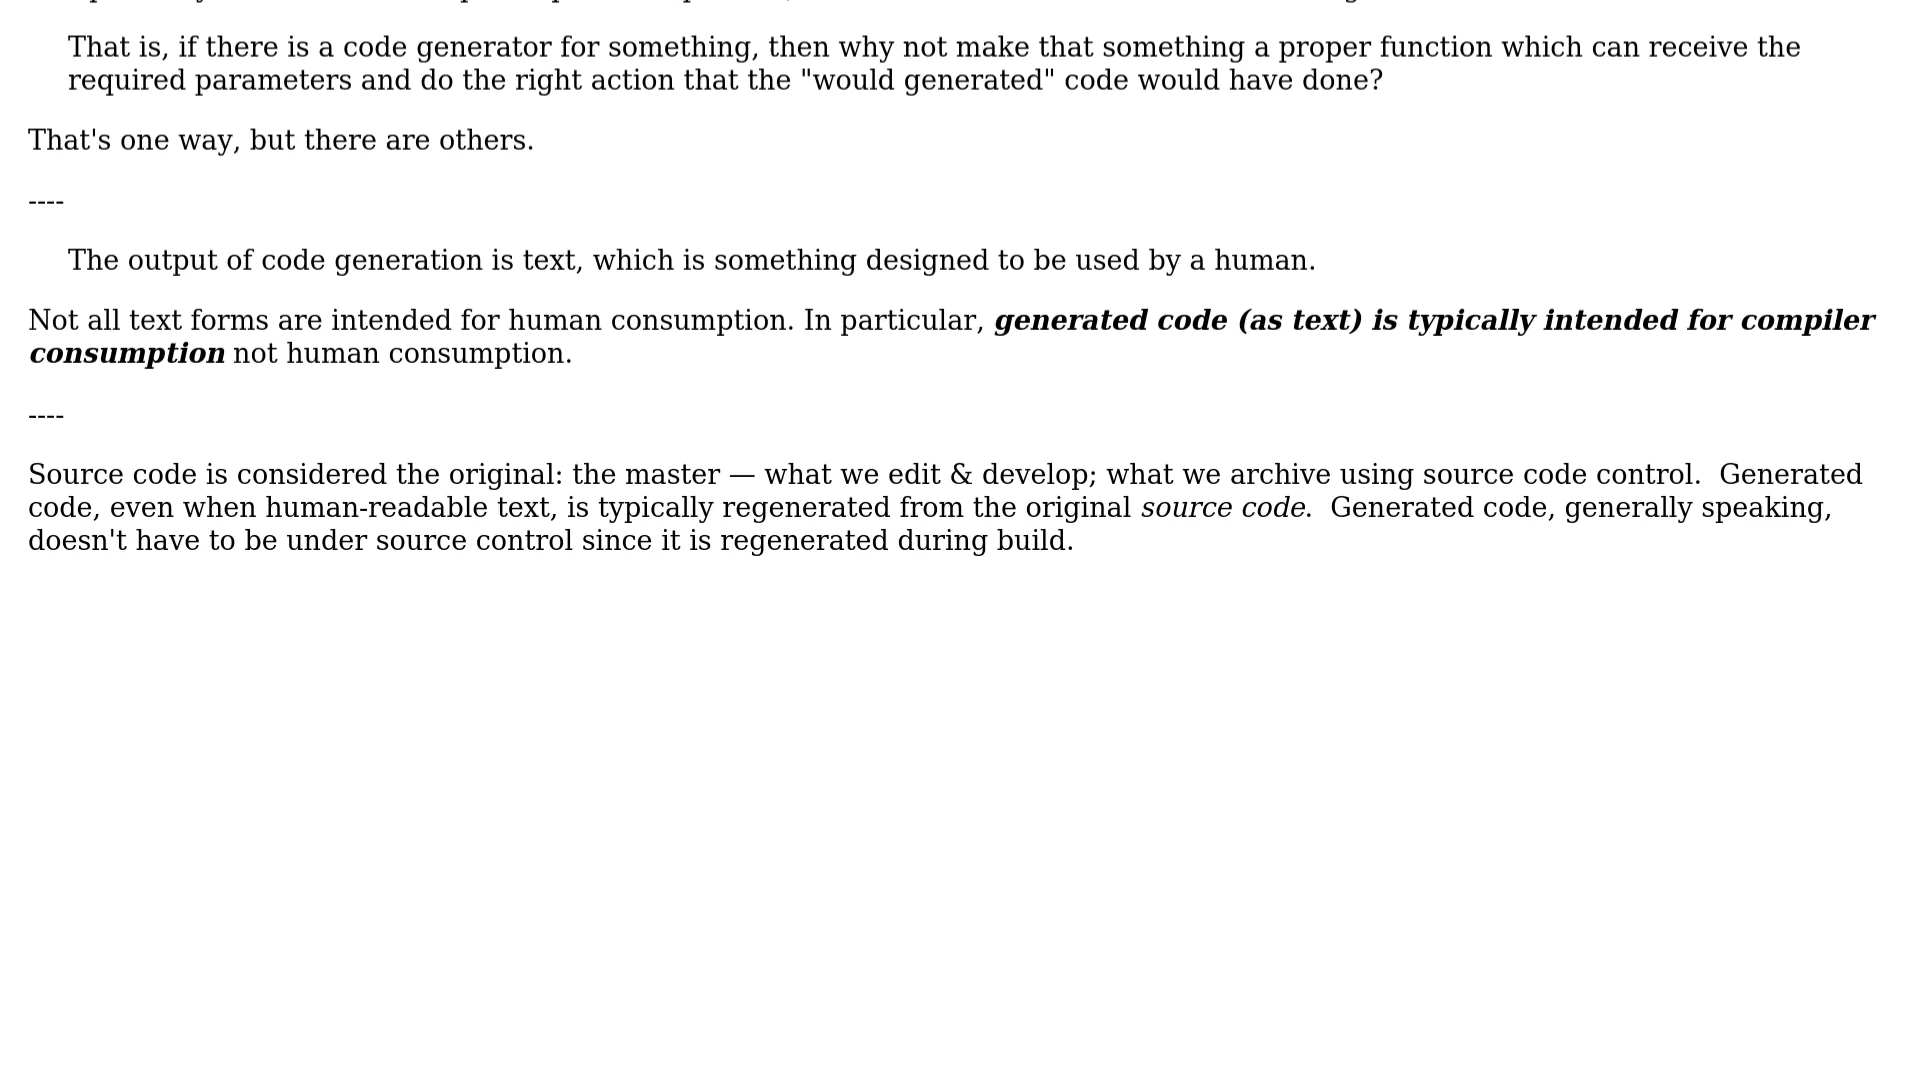 That is, if there is a code generator for something, then why not make that something a proper function which can receive the
required parameters and do the right action that the "would generated" code would have done?
That's one way, but there are others.
----
The output of code generation is text, which is something designed to be used by a human.
Not all text forms are intended for human consumption. In particular, generated code (as text) is typically intended for compiler
consumption not human consumption.
----
Source code is considered the original: the master — what we edit & develop; what we archive using source code control.  Generated
code, even when human-readable text, is typically regenerated from the original source code.  Generated code, generally speaking,
doesn't have to be under source control since it is regenerated during build.